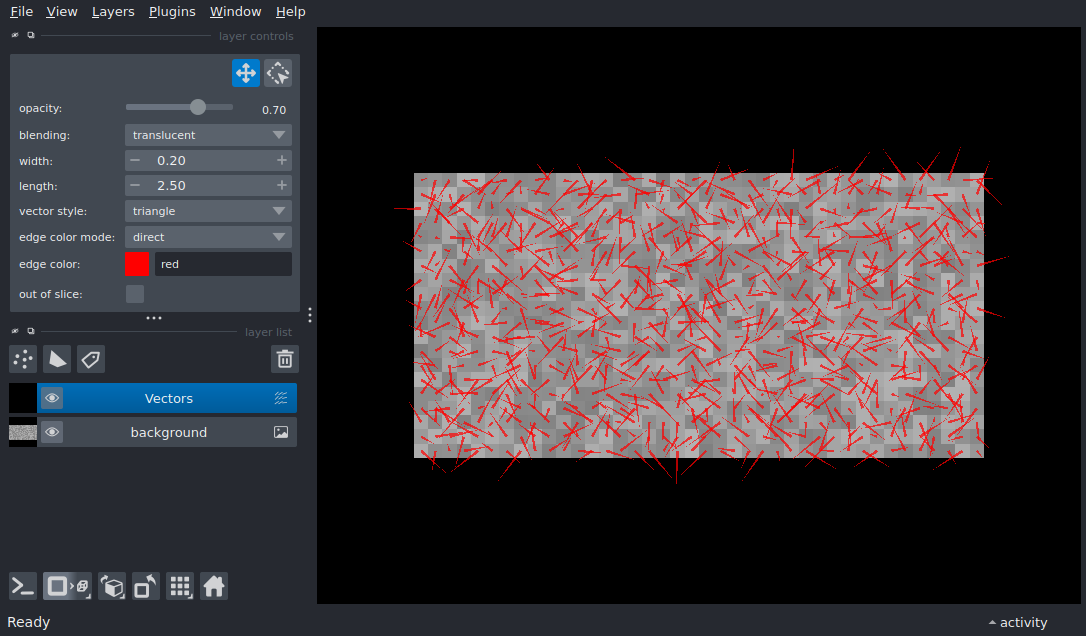 File View Layers Plugins Window Help
layer controls
opacity: 0.70
blending: translucent
width: − 0.20 +
length: − 2.50 +
vector style: triangle
edge color mode: direct
edge color: red
out of slice:
layer list
Vectors
background
Ready
activity